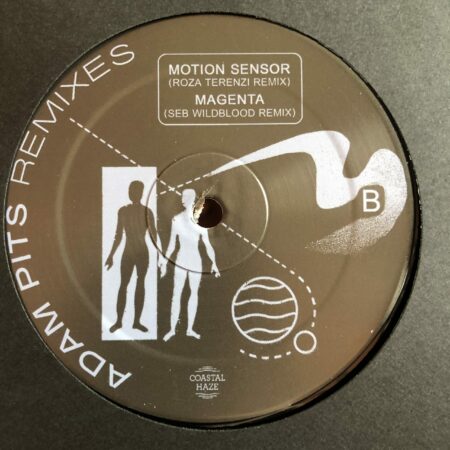 ADAM PITS REMIXES
MOTION SENSOR
(ROZA TERENZI REMIX)
MAGENTA
(SEB WILDBLOOD REMIX)
B
COASTAL
HAZE